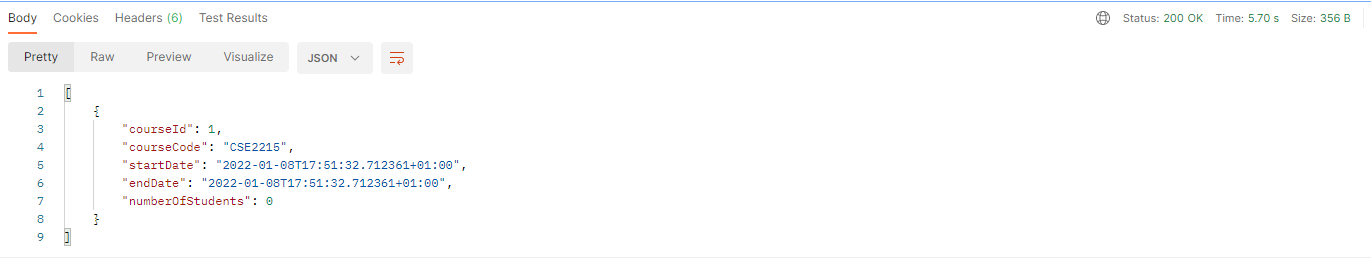 Body Cookies Headers (6) Test Results Status: 200 OK Time: 5.70 s Size: 356 B
Pretty Raw Preview Visualize JSON
1 [
2 {
3 "courseId": 1,
4 "courseCode": "CSE2215",
5 "startDate": "2022-01-08T17:51:32.712361+01:00",
6 "endDate": "2022-01-08T17:51:32.712361+01:00",
7 "numberOfStudents": 0
8 }
9 ]